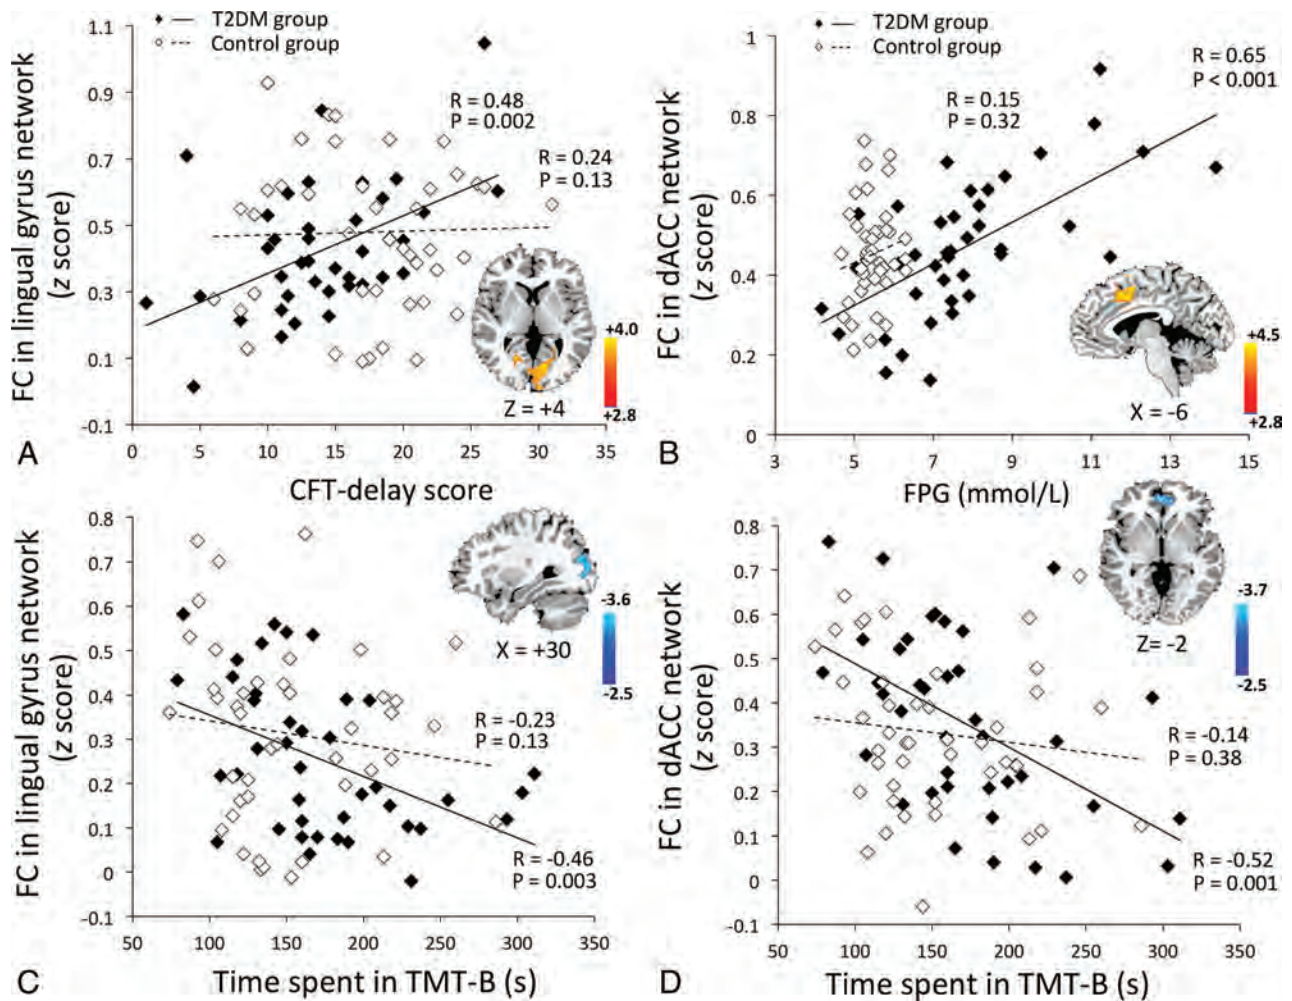 T2DM group
Control group
1.1
0.9
0.7
0.5
0.3
0.1
-0.1
FC in lingual gyrus network
(z score)
R = 0.48
P = 0.002
R = 0.24
P = 0.13
+4.0
+2.8
Z = +4
0 5 10 15 20 25 30 35
A
CFT-delay score
T2DM group
Control group
1
0.8
0.6
0.4
0.2
0
FC in dACC network
(z score)
R = 0.15
P = 0.32
R = 0.65
P < 0.001
+4.5
+2.8
X = -6
3 5 7 9 11 13 15
B
FPG (mmol/L)
0.8
0.7
0.6
0.5
0.4
0.3
0.2
0.1
0
-0.1
FC in lingual gyrus network
(z score)
-3.6
-2.5
X = +30
R = -0.23
P = 0.13
R = -0.46
P = 0.003
50 100 150 200 250 300 350
C
Time spent in TMT-B (s)
0.8
0.7
0.6
0.5
0.4
0.3
0.2
0.1
0
-0.1
FC in dACC network
(z score)
-3.7
-2.5
Z= -2
R = -0.14
P = 0.38
R = -0.52
P = 0.001
50 100 150 200 250 300 350
D
Time spent in TMT-B (s)